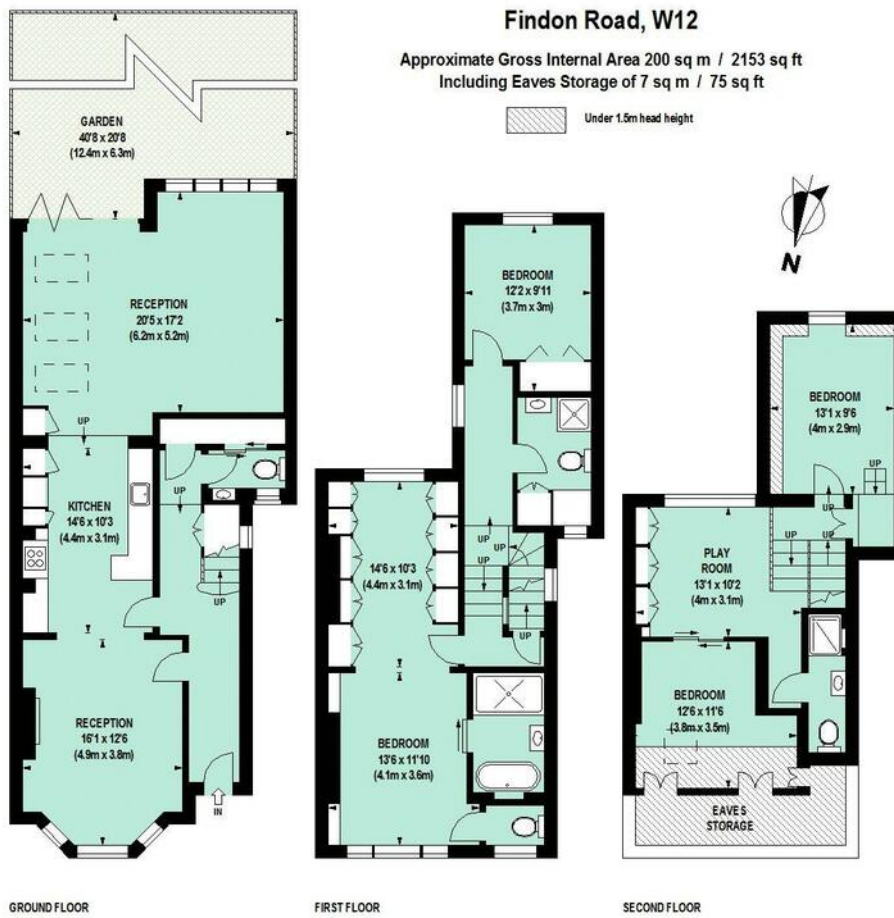 Findon Road, W12
Approximate Gross Internal Area 200 sq m / 2153 sq ft
Including Eaves Storage of 7 sq m / 75 sq ft
Under 1.5m head height
N
GARDEN
40'8 x 20'8
(12.4m x 6.3m)
RECEPTION
20'5 x 17'2
(6.2m x 5.2m)
UP
KITCHEN
14'6 x 10'3
(4.4m x 3.1m)
UP
UP
RECEPTION
16'1 x 12'6
(4.9m x 3.8m)
IN
GROUND FLOOR
BEDROOM
12'2 x 9'11
(3.7m x 3m)
14'6 x 10'3
(4.4m x 3.1m)
UP
UP
UP
UP
BEDROOM
13'6 x 11'10
(4.1m x 3.6m)
FIRST FLOOR
BEDROOM
13'1 x 9'6
(4m x 2.9m)
UP
PLAY
ROOM
13'1 x 10'2
(4m x 3.1m)
UP
UP
BEDROOM
12'6 x 11'6
(3.8m x 3.5m)
EAVES
STORAGE
SECOND FLOOR